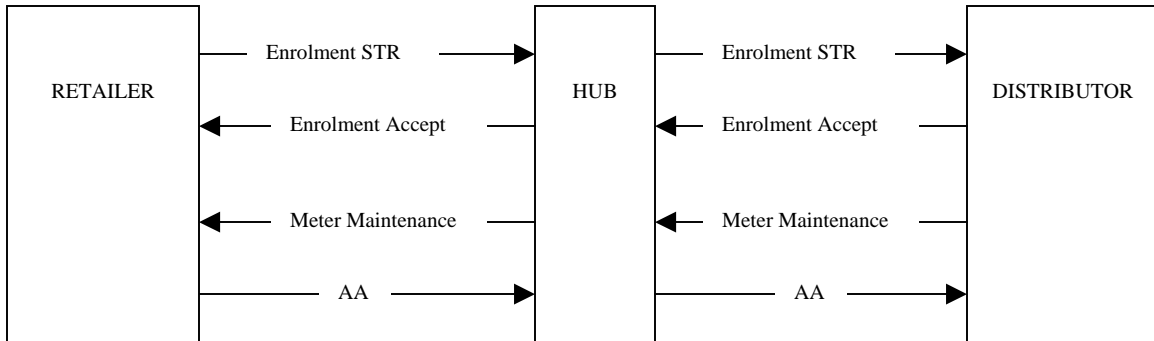 Enrolment STR
Enrolment STR
RETAILER
HUB
DISTRIBUTOR
Enrolment Accept
Enrolment Accept
Meter Maintenance
Meter Maintenance
AA
AA